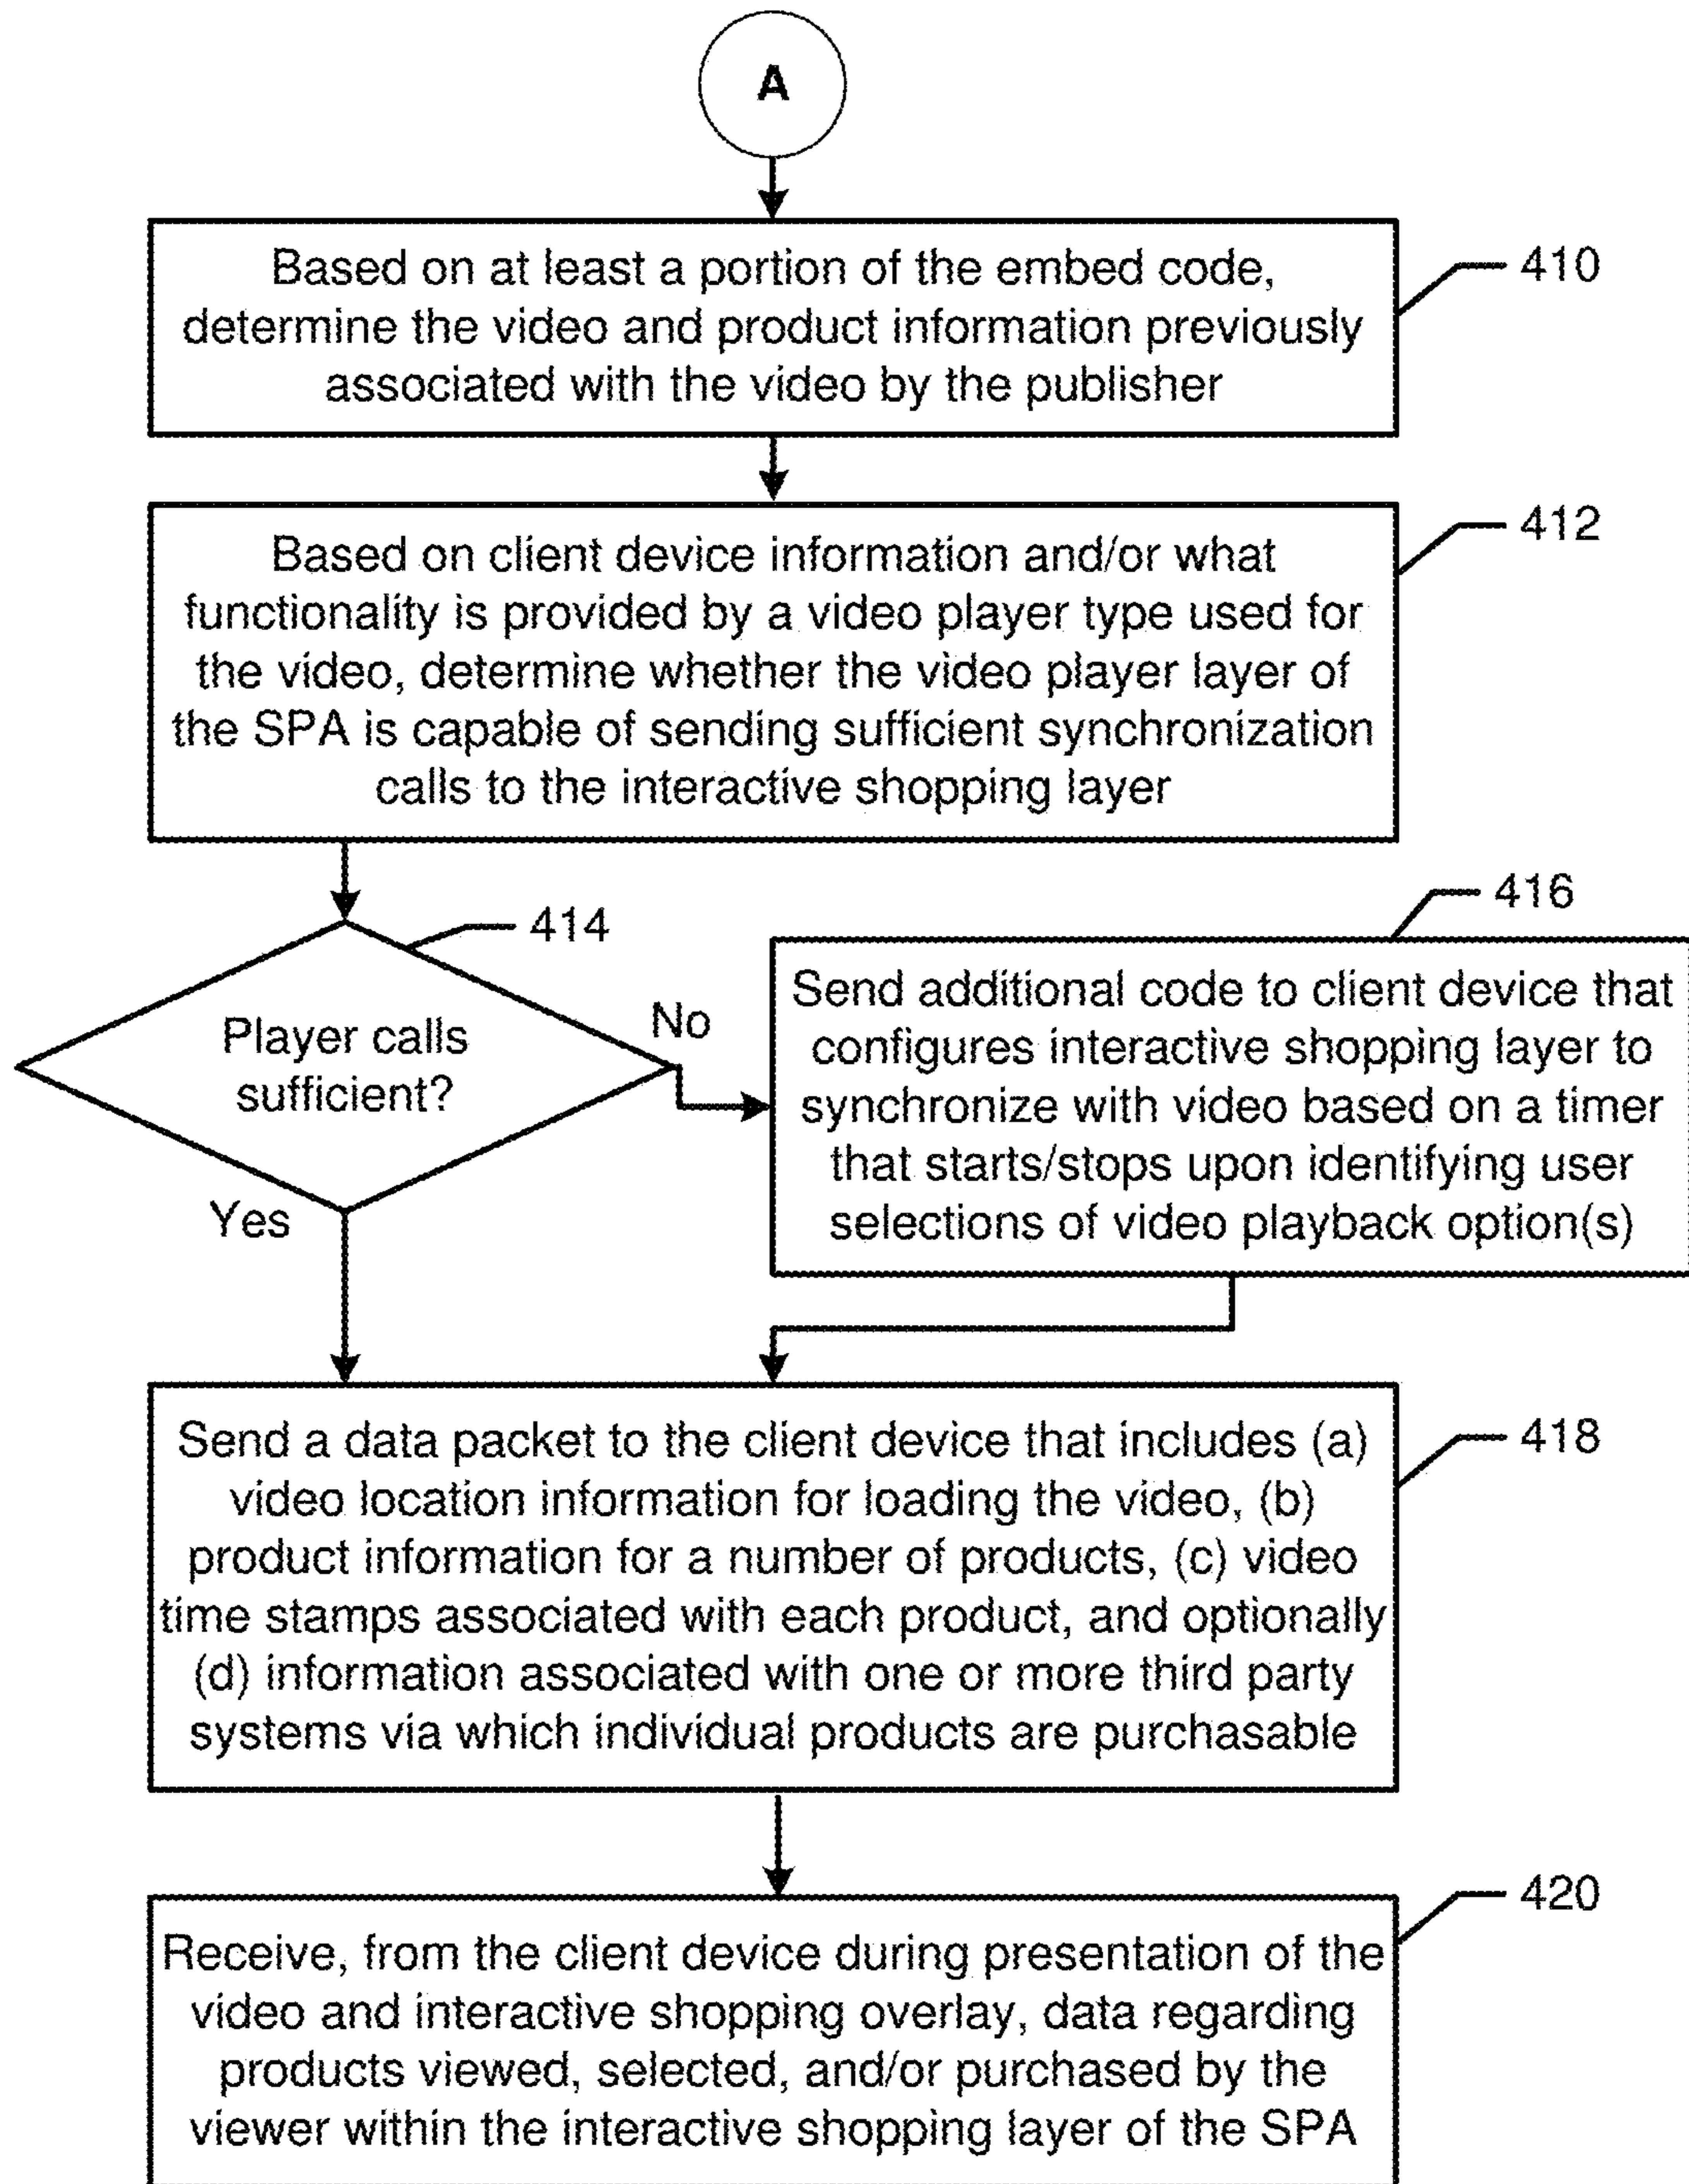 A
Based on at least a portion of the embed code,
determine the video and product information previously
associated with the video by the publisher
410
Based on client device information and/or what
functionality is provided by a video player type used for
the video, determine whether the video player layer of
the SPA is capable of sending sufficient synchronization
calls to the interactive shopping layer
412
Player calls
sufficient?
414
No
Yes
Send additional code to client device that
configures interactive shopping layer to
synchronize with video based on a timer
that starts/stops upon identifying user
selections of video playback option(s)
416
Send a data packet to the client device that includes (a)
video location information for loading the video, (b)
product information for a number of products, (c) video
time stamps associated with each product, and optionally
(d) information associated with one or more third party
systems via which individual products are purchasable
418
Receive, from the client device during presentation of the
video and interactive shopping overlay, data regarding
products viewed, selected, and/or purchased by the
viewer within the interactive shopping layer of the SPA
420